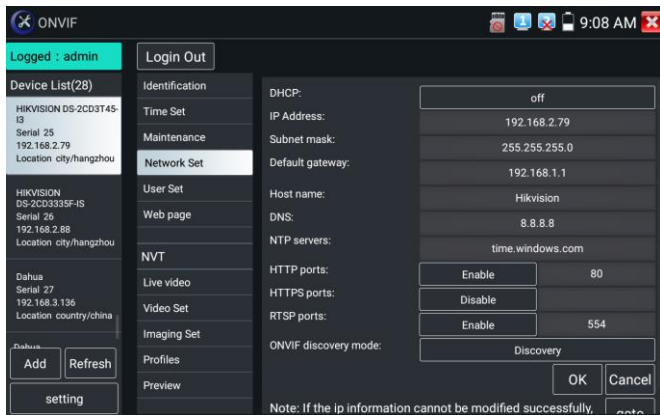 ONVIF
1
9:08 AM
Logged : admin
Login Out
Device List(28)
HIKVISION DS-2CD3T45-
I3
Serial 25
192.168.2.79
Location city/hangzhou
HIKVISION
DS-2CD3335F-IS
Serial 26
192.168.2.88
Location city/hangzhou
Dahua
Serial 27
192.168.3.136
Location country/china
Dahua
Add
Refresh
setting
Identification
Time Set
Maintenance
Network Set
User Set
Web page
NVT
Live video
Video Set
Imaging Set
Profiles
Preview
DHCP:
off
IP Address:
192.168.2.79
Subnet mask:
255.255.255.0
Default gateway:
192.168.1.1
Host name:
Hikvision
DNS:
8.8.8.8
NTP servers:
time.windows.com
HTTP ports:
Enable
80
HTTPS ports:
Disable
RTSP ports:
Enable
554
ONVIF discovery mode:
Discovery
OK
Cancel
Note: If the ip information cannot be modified successfully,
goto